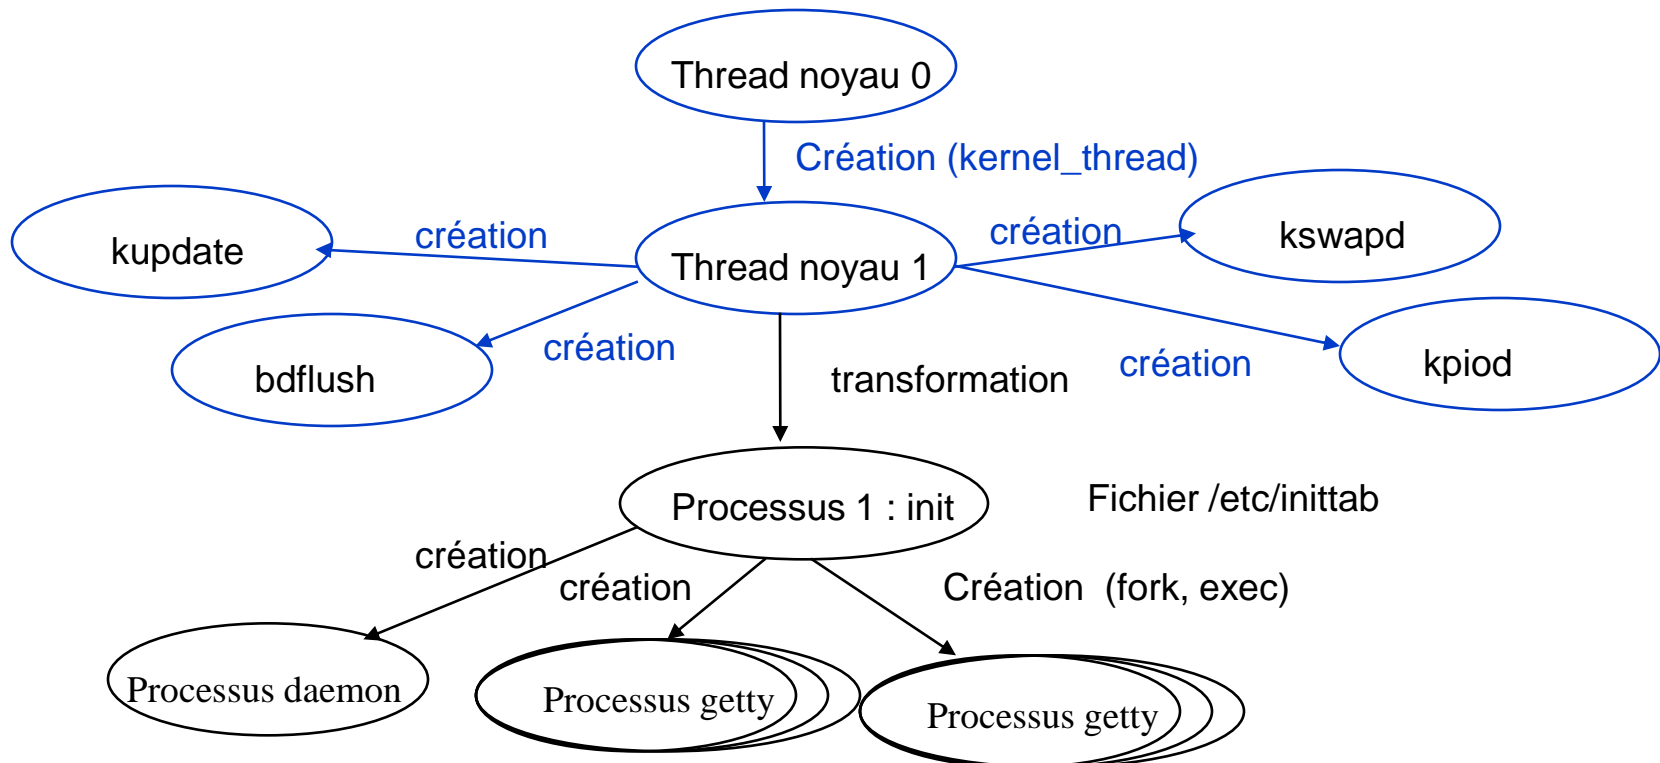 Thread noyau 0
Création (kernel_thread)
création
création
kswapd
kupdate
Thread noyau 1
création
création
kpiod
bdflush
transformation
Processus 1 : init
Fichier /etc/inittab
création
création
Création (fork, exec)
Processus daemon
Processus getty
Processus getty